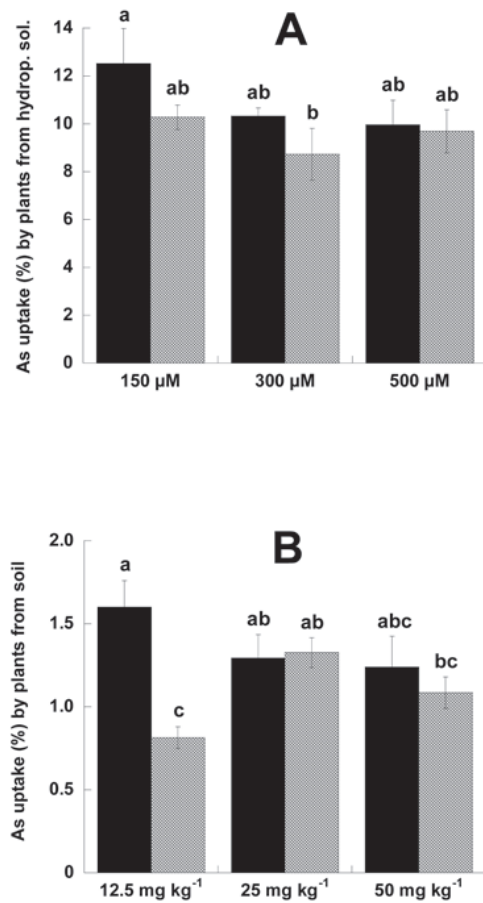 A
As uptake (%) by plants from hydrop. sol.
14
12
10
8
6
4
2
0
a
ab
ab
b
ab
ab
150 µM
300 µM
500 µM
B
As uptake (%) by plants from soil
2.0
1.5
1.0
0.5
0
a
c
ab
ab
abc
bc
12.5 mg kg⁻¹
25 mg kg⁻¹
50 mg kg⁻¹